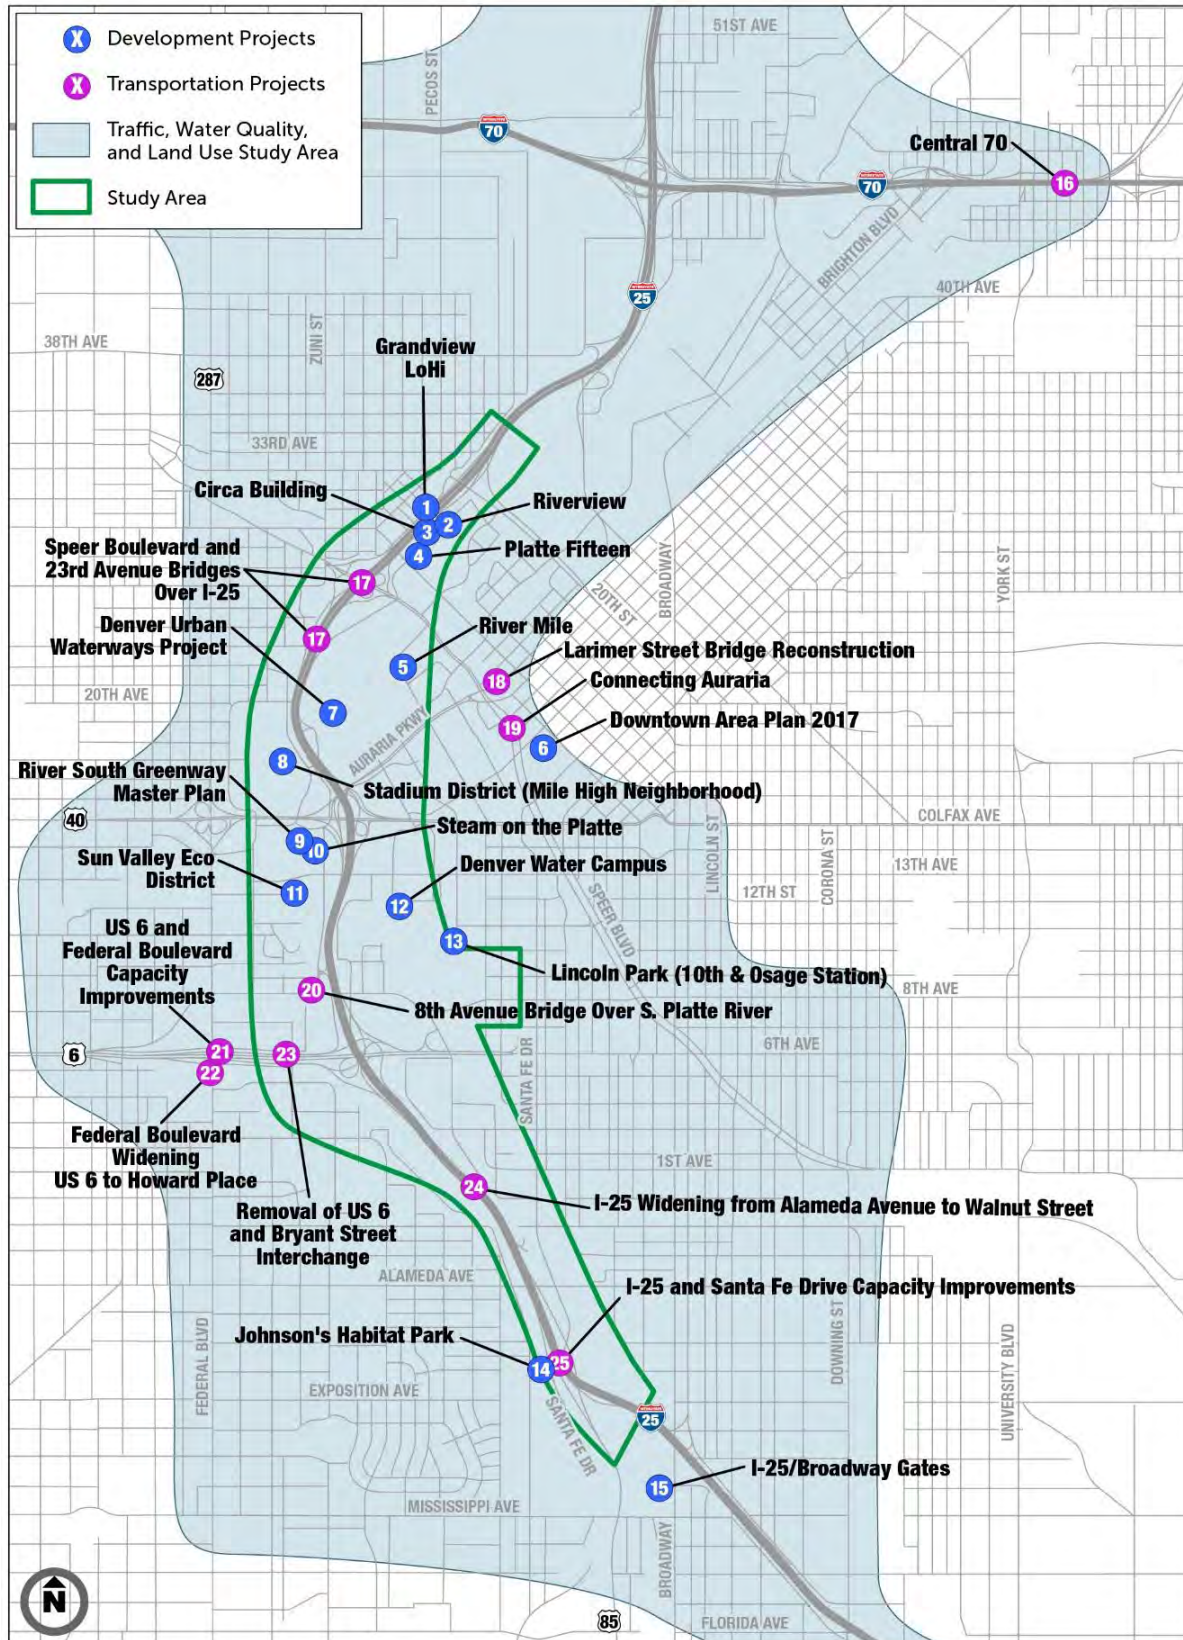 X Development Projects
X Transportation Projects
Traffic, Water Quality,
and Land Use Study Area
Study Area
51ST AVE
PECOS ST
70
Central 70
70
16
BRIGHTON BLVD
25
40TH AVE
38TH AVE
ZUNI ST
Grandview
LoHi
287
33RD AVE
Circa Building
1
2
3
Riverview
4
Platte Fifteen
Speer Boulevard and
23rd Avenue Bridges
Over I-25
17
17
20TH ST
BROADWAY
YORK ST
Denver Urban
Waterways Project
River Mile
5
18
Larimer Street Bridge Reconstruction
Connecting Auraria
20TH AVE
7
AURARIA PKWY
19
6
Downtown Area Plan 2017
8
River South Greenway
Master Plan
Stadium District (Mile High Neighborhood)
40
COLFAX AVE
9
10
Steam on the Platte
LINCOLN ST
CORONA ST
Sun Valley Eco
District
Denver Water Campus
13TH AVE
11
12
12TH ST
SPEER BLVD
US 6 and
Federal Boulevard
Capacity
Improvements
13
Lincoln Park (10th & Osage Station)
8TH AVE
20
8th Avenue Bridge Over S. Platte River
6
21
22
23
6TH AVE
SANTA FE DR
Federal Boulevard
Widening
US 6 to Howard Place
1ST AVE
24
Removal of US 6
and Bryant Street
Interchange
I-25 Widening from Alameda Avenue to Walnut Street
ALAMEDA AVE
I-25 and Santa Fe Drive Capacity Improvements
Johnson's Habitat Park
14
25
FEDERAL BLVD
DOWNING ST
UNIVERSITY BLVD
EXPOSITION AVE
SANTA FE DR
25
I-25/Broadway Gates
15
MISSISSIPPI AVE
BROADWAY
N
85
FLORIDA AVE